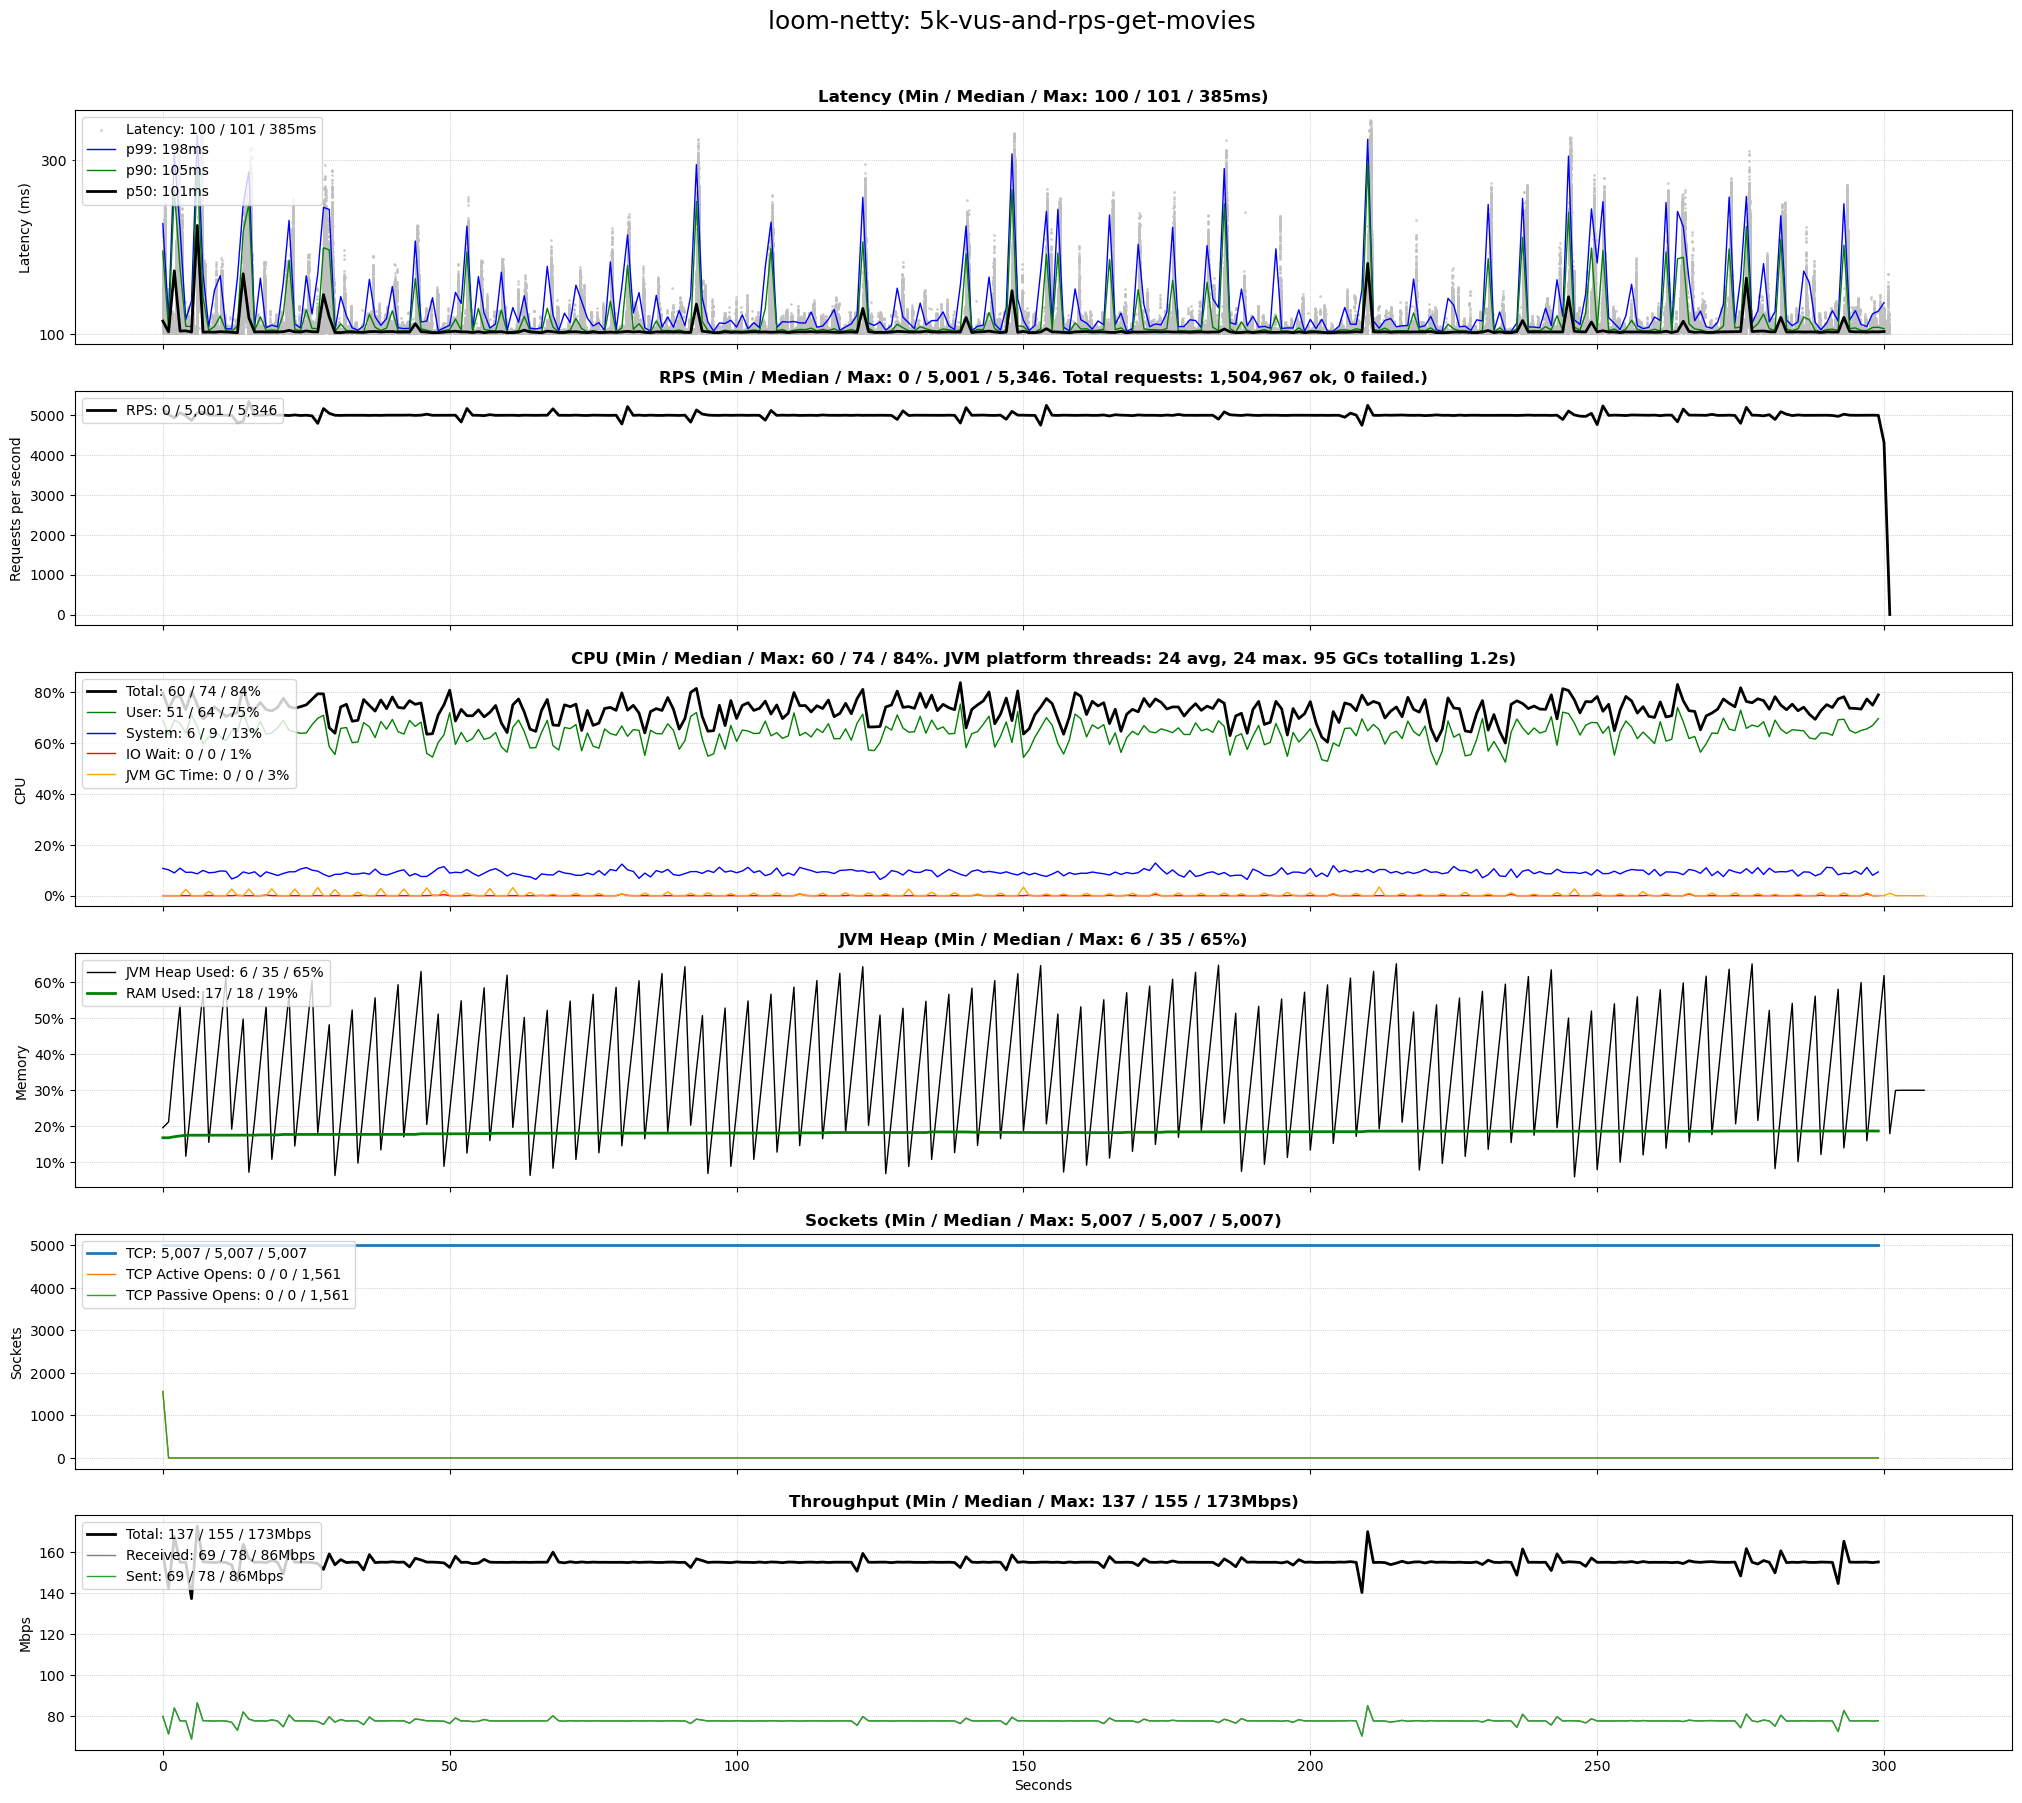 loom-netty: 5k-vus-and-rps-get-movies
Latency (Min / Median / Max: 100 / 101 / 385ms)
Latency: 100 / 101 / 385ms
p99: 198ms
p90: 105ms
p50: 101ms
Latency (ms)
300
100
RPS (Min / Median / Max: 0 / 5,001 / 5,346. Total requests: 1,504,967 ok, 0 failed.)
RPS: 0 / 5,001 / 5,346
Requests per second
5000
4000
3000
2000
1000
0
CPU (Min / Median / Max: 60 / 74 / 84%. JVM platform threads: 24 avg, 24 max. 95 GCs totalling 1.2s)
Total: 60 / 74 / 84%
User: 51 / 64 / 75%
System: 6 / 9 / 13%
IO Wait: 0 / 0 / 1%
JVM GC Time: 0 / 0 / 3%
CPU
80%
60%
40%
20%
0%
JVM Heap (Min / Median / Max: 6 / 35 / 65%)
JVM Heap Used: 6 / 35 / 65%
RAM Used: 17 / 18 / 19%
Memory
60%
50%
40%
30%
20%
10%
Sockets (Min / Median / Max: 5,007 / 5,007 / 5,007)
TCP: 5,007 / 5,007 / 5,007
TCP Active Opens: 0 / 0 / 1,561
TCP Passive Opens: 0 / 0 / 1,561
Sockets
5000
4000
3000
2000
1000
0
Throughput (Min / Median / Max: 137 / 155 / 173Mbps)
Total: 137 / 155 / 173Mbps
Received: 69 / 78 / 86Mbps
Sent: 69 / 78 / 86Mbps
Mbps
160
140
120
100
80
0 50 100 150 200 250 300
Seconds